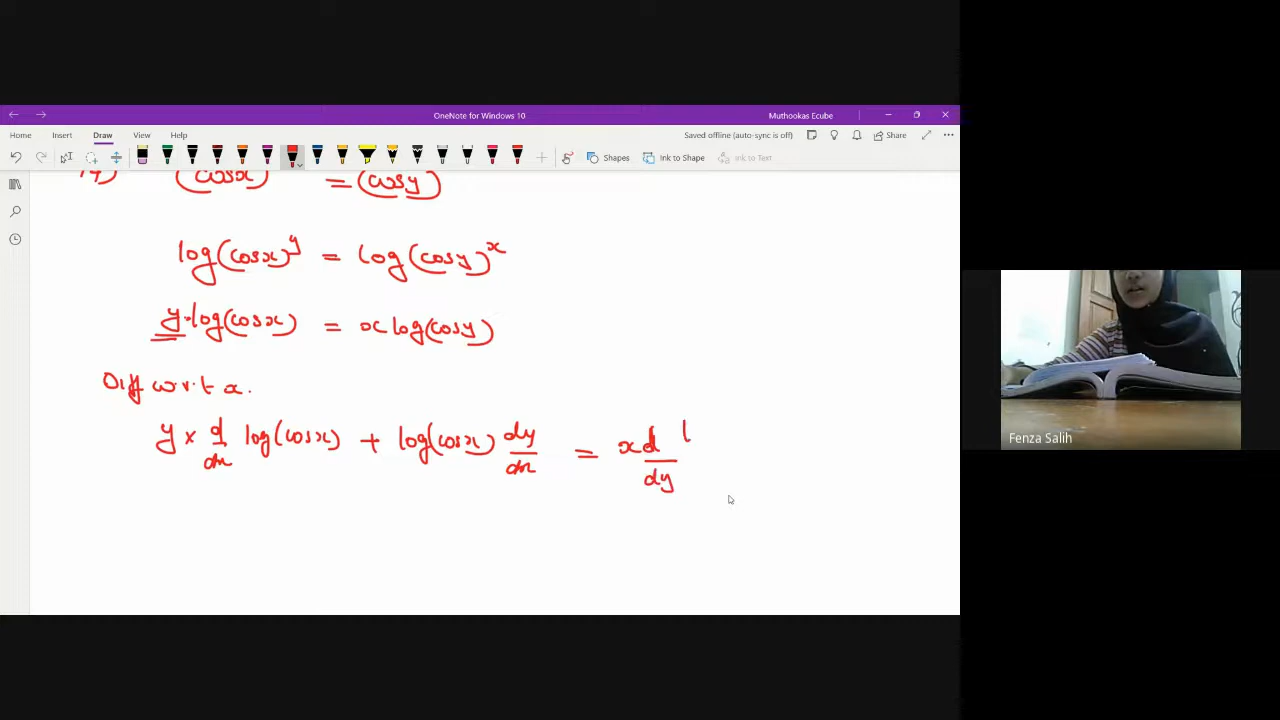 OneNote for Windows 10
Muthookas Ecube
Home Insert Draw View Help
Saved offline (auto-sync is off)
Share
Shapes
Ink to Shape
Ink to Text
(cosx) = (cosy)
log(cosx)^y = log(cosy)^x
y.log(cosx) = x log(cosy)
Diff w.r.t x.
y × d/dx log(cosx) + log(cosx) dy/dx = x d/dy l
Fenza Salih